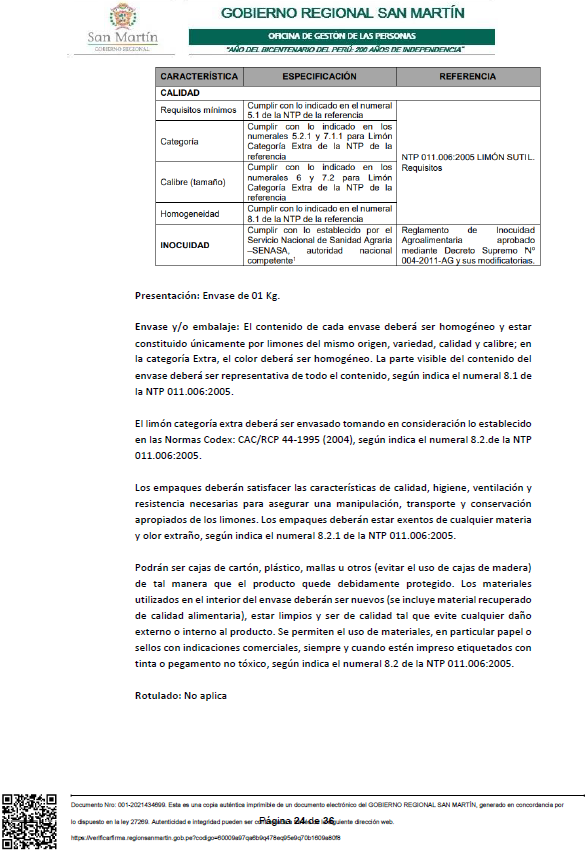 San Martín
GOBIERNO REGIONAL
GOBIERNO REGIONAL SAN MARTÍN
OFICINA DE GESTÓN DE LAS PERSONAS
"AÑO DEL BICENTENARIO DEL PERÚ: 200 AÑOS DE INDEPENDENCIA"
CARACTERÍSTICA ESPECIFICACIÓN REFERENCIA
CALIDAD
Requisitos mínimos
Cumplir con lo indicado en el numeral
5.1 de la NTP de la referencia
Categoría
Cumplir con lo indicado en los
numerales 5.2.1 y 7.1.1 para Limón
Categoría Extra de la NTP de la
referencia
Calibre (tamaño)
Cumplir con lo indicado en los
numerales 6 y 7.2 para Limón
Categoría Extra de la NTP de la
referencia
Homogeneidad
Cumplir con lo indicado en el numeral
8.1 de la NTP de la referencia
NTP 011.006:2005 LIMÓN SUTIL.
Requisitos
INOCUIDAD
Cumplir con lo establecido por el
Servicio Nacional de Sanidad Agraria
–SENASA, autoridad nacional
competente¹
Reglamento de Inocuidad
Agroalimentaria aprobado
mediante Decreto Supremo Nº
004-2011-AG y sus modificatorias.
Presentación: Envase de 01 Kg.
Envase y/o embalaje: El contenido de cada envase deberá ser homogéneo y estar
constituido únicamente por limones del mismo origen, variedad, calidad y calibre; en
la categoría Extra, el color deberá ser homogéneo. La parte visible del contenido del
envase deberá ser representativa de todo el contenido, según indica el numeral 8.1 de
la NTP 011.006:2005.
El limón categoría extra deberá ser envasado tomando en consideración lo establecido
en las Normas Codex: CAC/RCP 44-1995 (2004), según indica el numeral 8.2.de la NTP
011.006:2005.
Los empaques deberán satisfacer las características de calidad, higiene, ventilación y
resistencia necesarias para asegurar una manipulación, transporte y conservación
apropiados de los limones. Los empaques deberán estar exentos de cualquier materia
y olor extraño, según indica el numeral 8.2.1 de la NTP 011.006:2005.
Podrán ser cajas de cartón, plástico, mallas u otros (evitar el uso de cajas de madera)
de tal manera que el producto quede debidamente protegido. Los materiales
utilizados en el interior del envase deberán ser nuevos (se incluye material recuperado
de calidad alimentaria), estar limpios y ser de calidad tal que evite cualquier daño
externo o interno al producto. Se permiten el uso de materiales, en particular papel o
sellos con indicaciones comerciales, siempre y cuando estén impreso etiquetados con
tinta o pegamento no tóxico, según indica el numeral 8.2 de la NTP 011.006:2005.
Rotulado: No aplica
Documento Nro: 001-2021434699. Esta es una copia auténtica imprimible de un documento electrónico del GOBIERNO REGIONAL SAN MARTÍN, generado en concordancia por
lo dispuesto en la ley 27269. Autenticidad e integridad pueden ser siguiente dirección web.
Página 24 de 36
https://verificarfirma.regionsanmartin.gob.pe?codigo=60009a97qa6b9q478eq95e9q70b1609a80f8